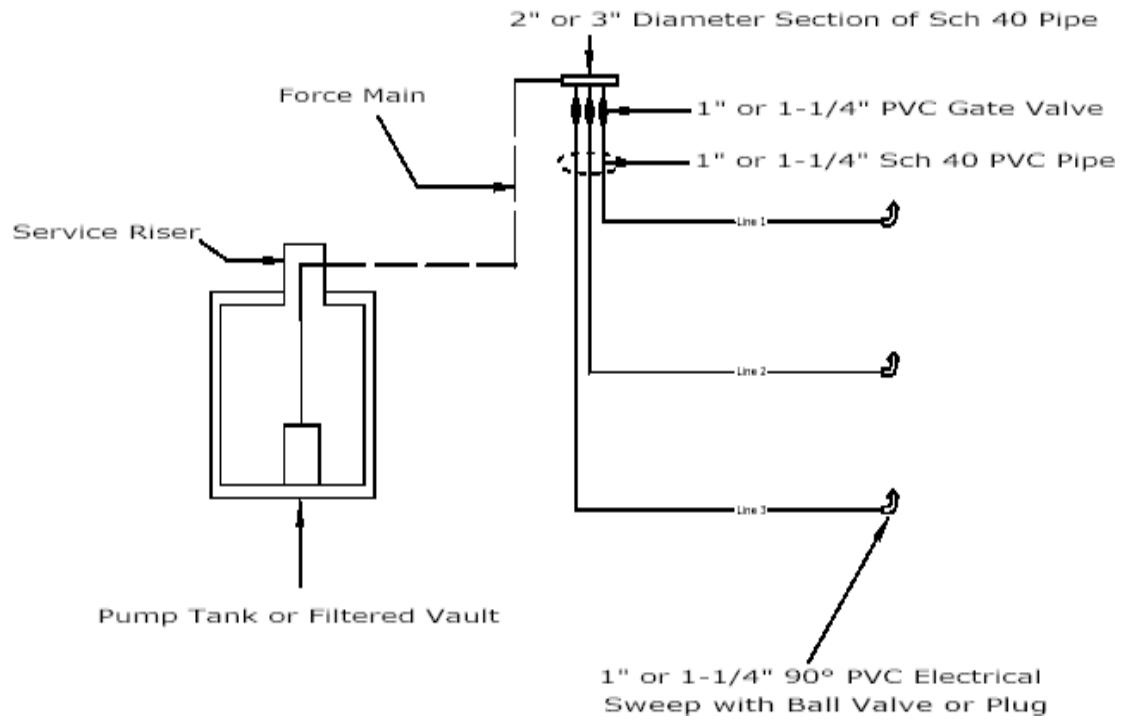 2" or 3" Diameter Section of Sch 40 Pipe
Force Main
1" or 1-1/4" PVC Gate Valve
1" or 1-1/4" Sch 40 PVC Pipe
Line 1
Service Riser
Line 2
Line 3
Pump Tank or Filtered Vault
1" or 1-1/4" 90° PVC Electrical
Sweep with Ball Valve or Plug